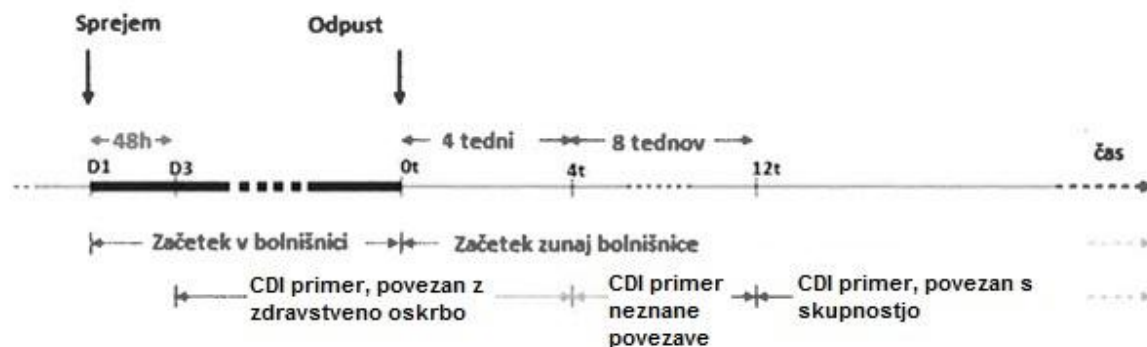 Sprejem
Odpust
48h
4 tedni
8 tednov
čas
D1
D3
0t
4t
12t
Začetek v bolnišnici
Začetek zunaj bolnišnice
CDI primer, povezan z
zdravstveno oskrbo
CDI primer
neznane
povezave
CDI primer, povezan s
skupnostjo